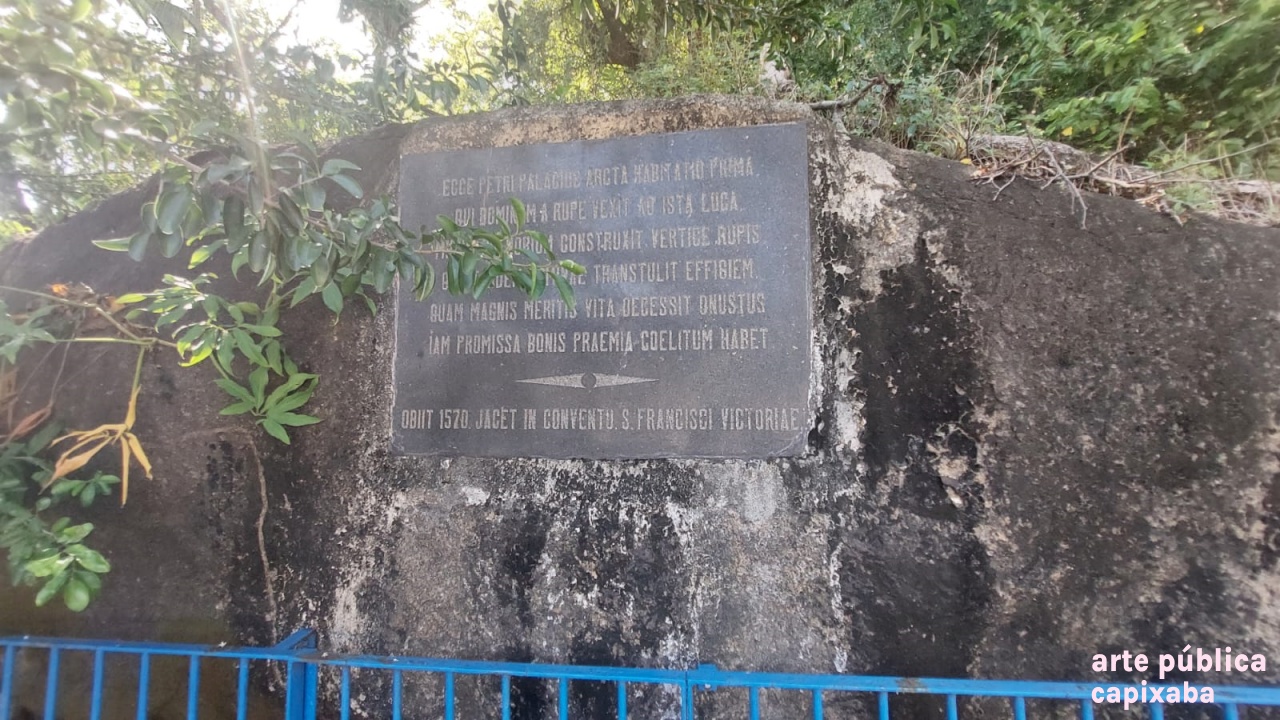 ECCE PETRI PALACIOS ARCTA HABITATIO PRIMA.
QUI DOMINAM A RUPE VEXIT AD ISTA LOCA.
CONSTRUXIT VERTICE RUPIS
TRANSTULIT EFFIGIEM.
QUAM MAGNIS MERITIS VITA DECESSIT ONUSTUS
IAM PROMISSA BONIS PRAEMIA COELITUM HABET.
OBIIT 1570. JACET IN CONVENTU. S. FRANCISCI VICTORIAE.
arte pública
capixaba